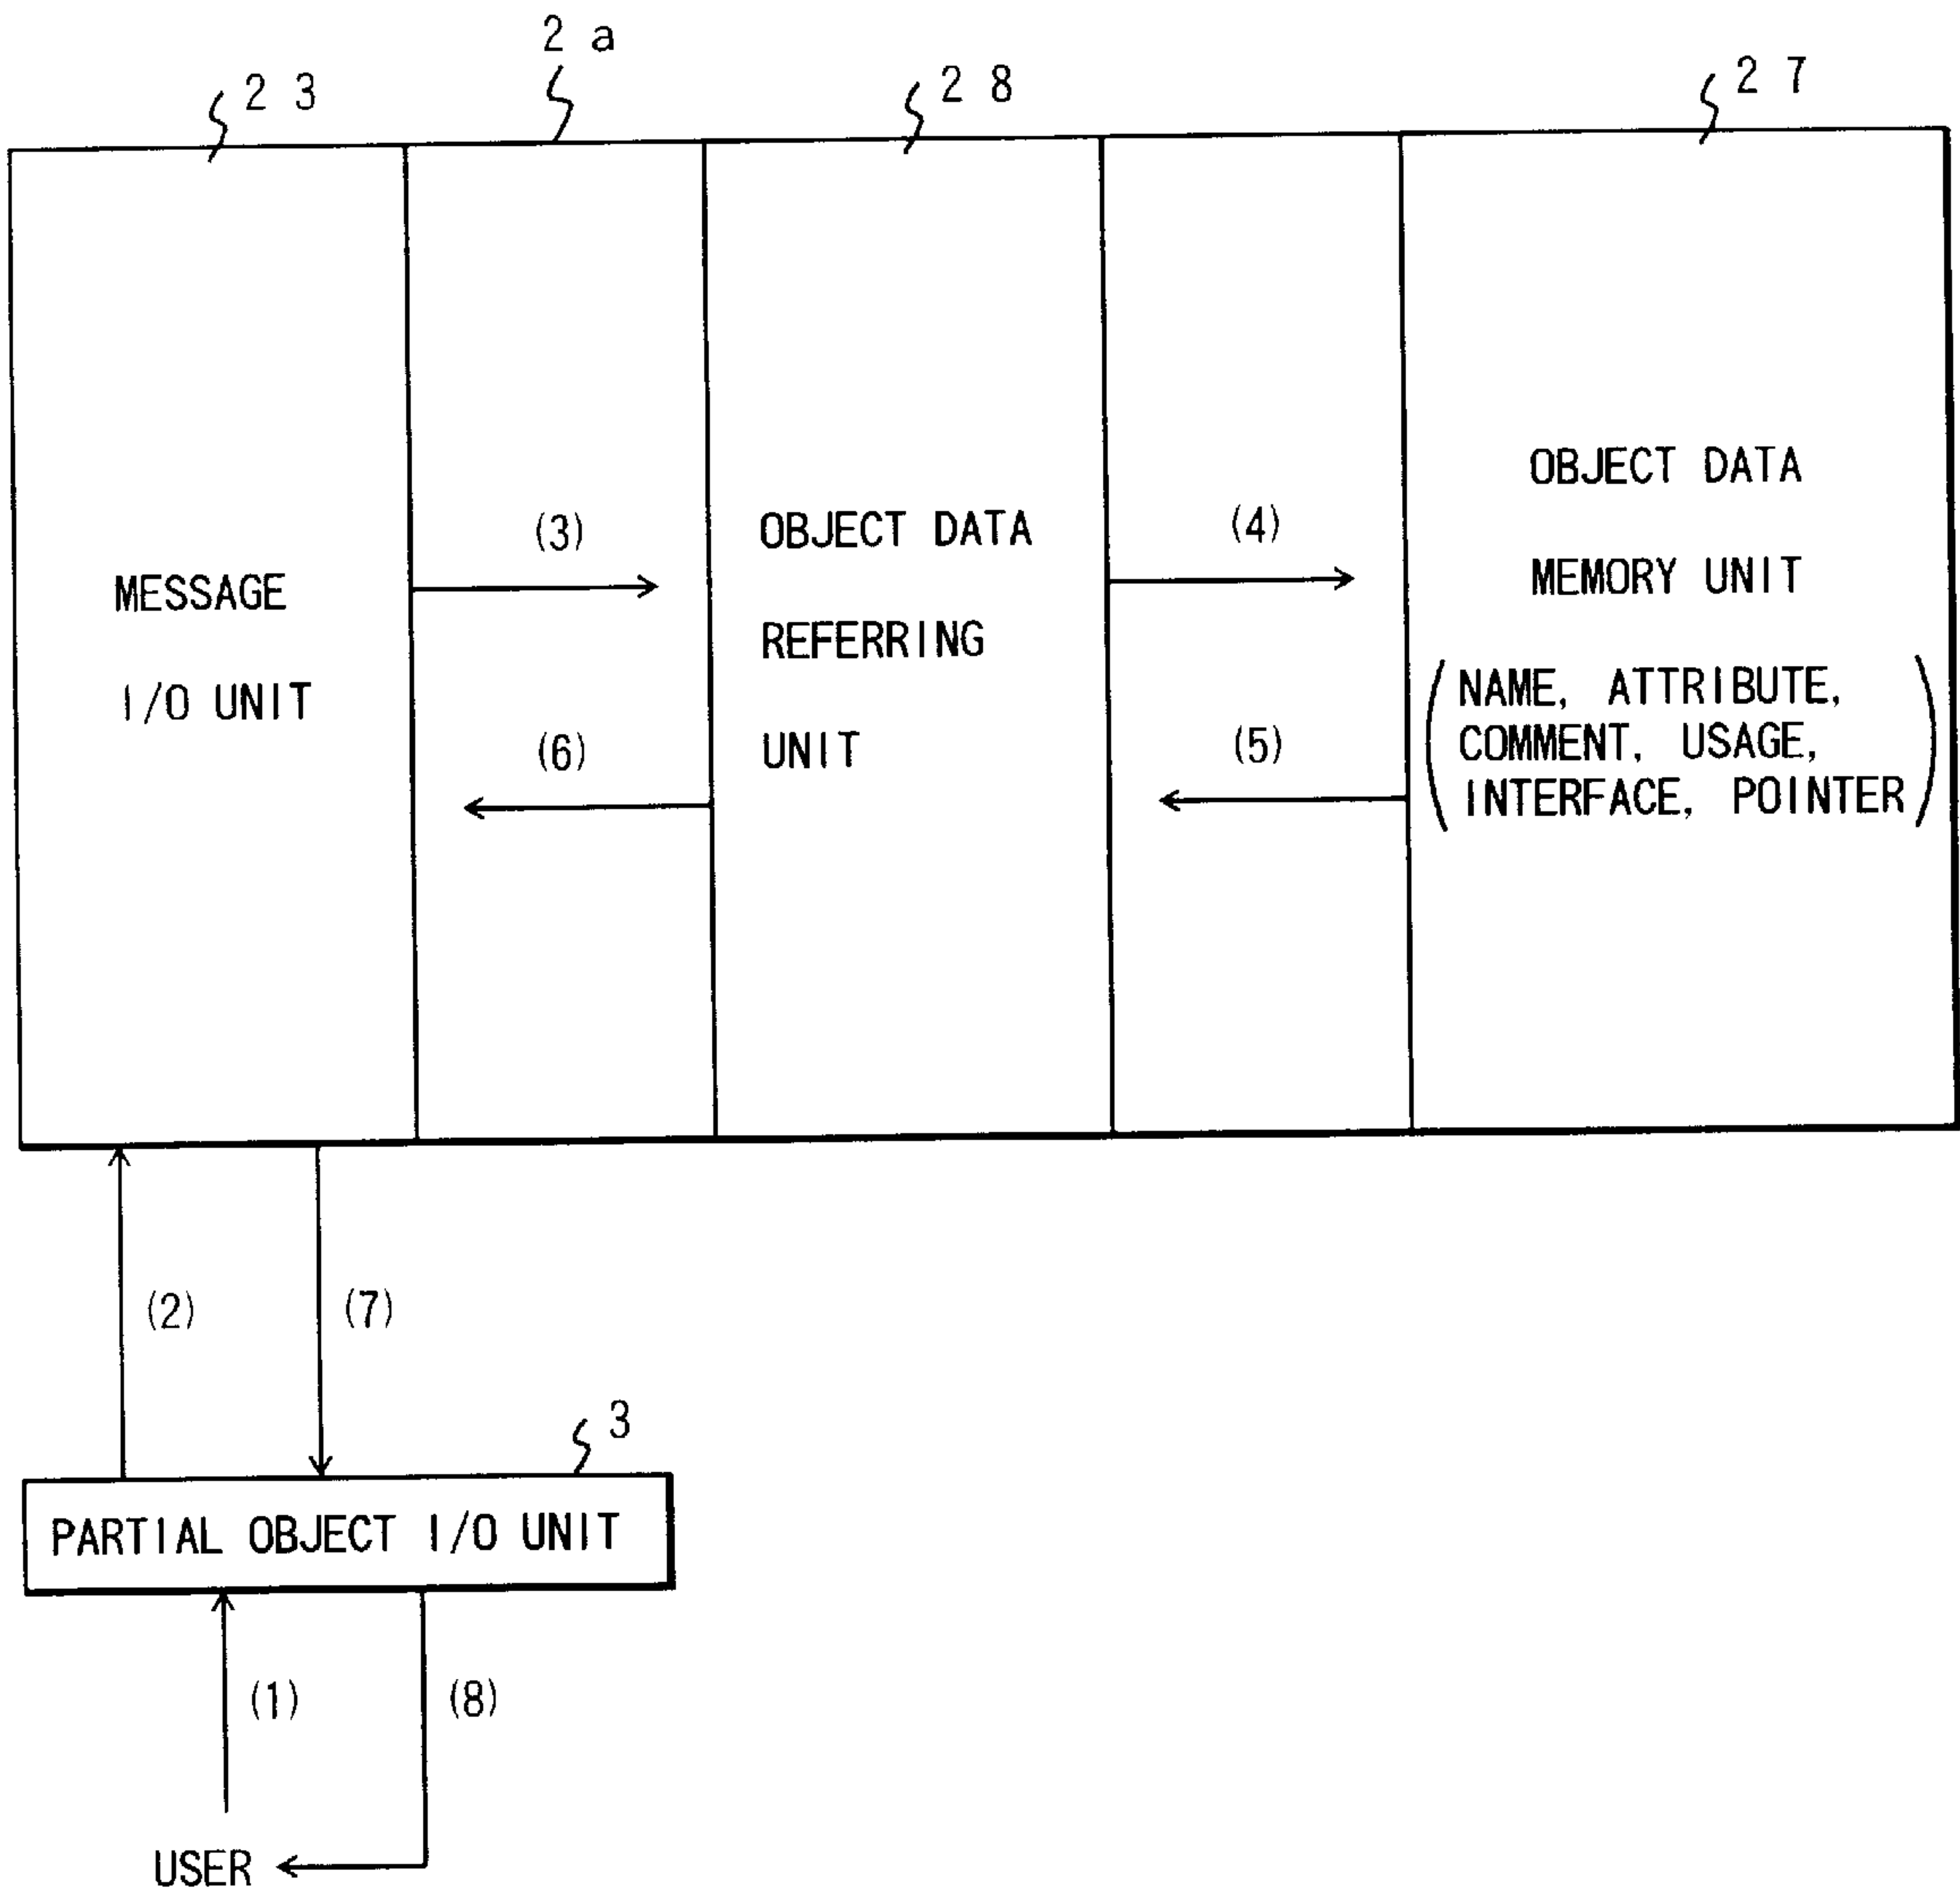 2 a
2 3
2 8
2 7
MESSAGE
I/O UNIT
(3)
(6)
OBJECT DATA
REFERRING
UNIT
(4)
(5)
OBJECT DATA
MEMORY UNIT
(NAME, ATTRIBUTE,
COMMENT, USAGE,
INTERFACE, POINTER)
(2)
(7)
3
PARTIAL OBJECT I/O UNIT
(1)
(8)
USER